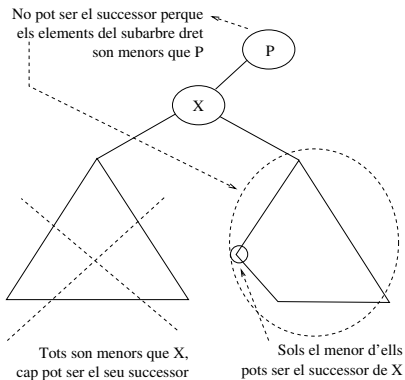 No pot ser el successor perque
els elements del subarbre dret
son menors que P
P
X
Tots son menors que X,
cap pot ser el seu successor
Sols el menor d'ells
pots ser el successor de X